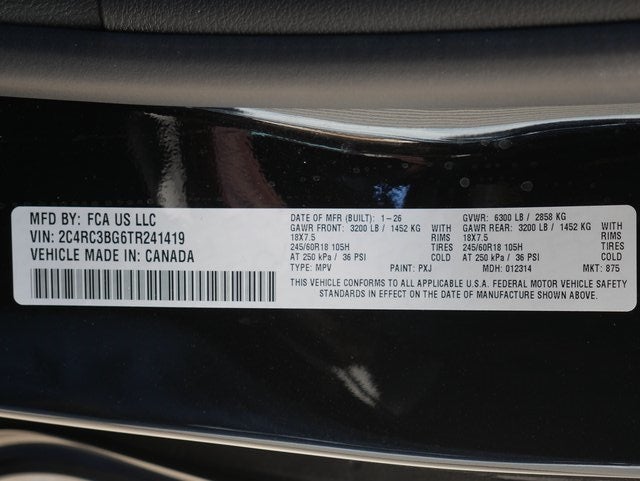 MFD BY: FCA US LLC
VIN: 2C4RC3BG6TR241419
VEHICLE MADE IN: CANADA
DATE OF MFR (BUILT): 1-26
GAWR FRONT: 3200 LB / 1452 KG WITH
18X7.5 RIMS
245/60R18 105H TIRES
AT 250 kPa / 36 PSI COLD
TYPE: MPV PAINT: PXJ
GVWR: 6300 LB / 2858 KG
GAWR REAR: 3200 LB / 1452 KG WITH
18X7.5 RIMS
245/60R18 105H TIRES
AT 250 kPa / 36 PSI COLD
MDH: 012314 MKT: 875
THIS VEHICLE CONFORMS TO ALL APPLICABLE U.S.A. FEDERAL MOTOR VEHICLE SAFETY
STANDARDS IN EFFECT ON THE DATE OF MANUFACTURE SHOWN ABOVE.